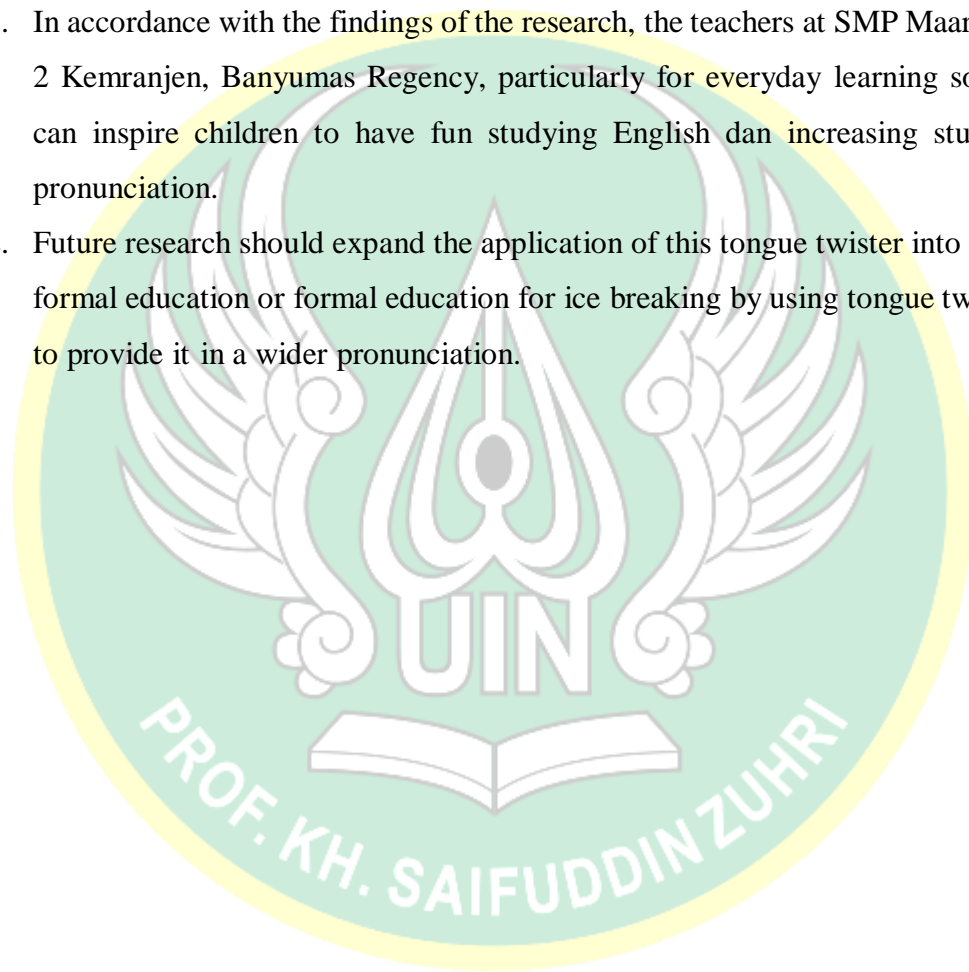 . In accordance with the findings of the research, the teachers at SMP Maar
2 Kemranjen, Banyumas Regency, particularly for everyday learning so
can inspire children to have fun studying English dan increasing stu
pronunciation.
. Future research should expand the application of this tongue twister into
formal education or formal education for ice breaking by using tongue tw
to provide it in a wider pronunciation.
UIN
PROF. KH. SAIFUDDIN ZUHRI